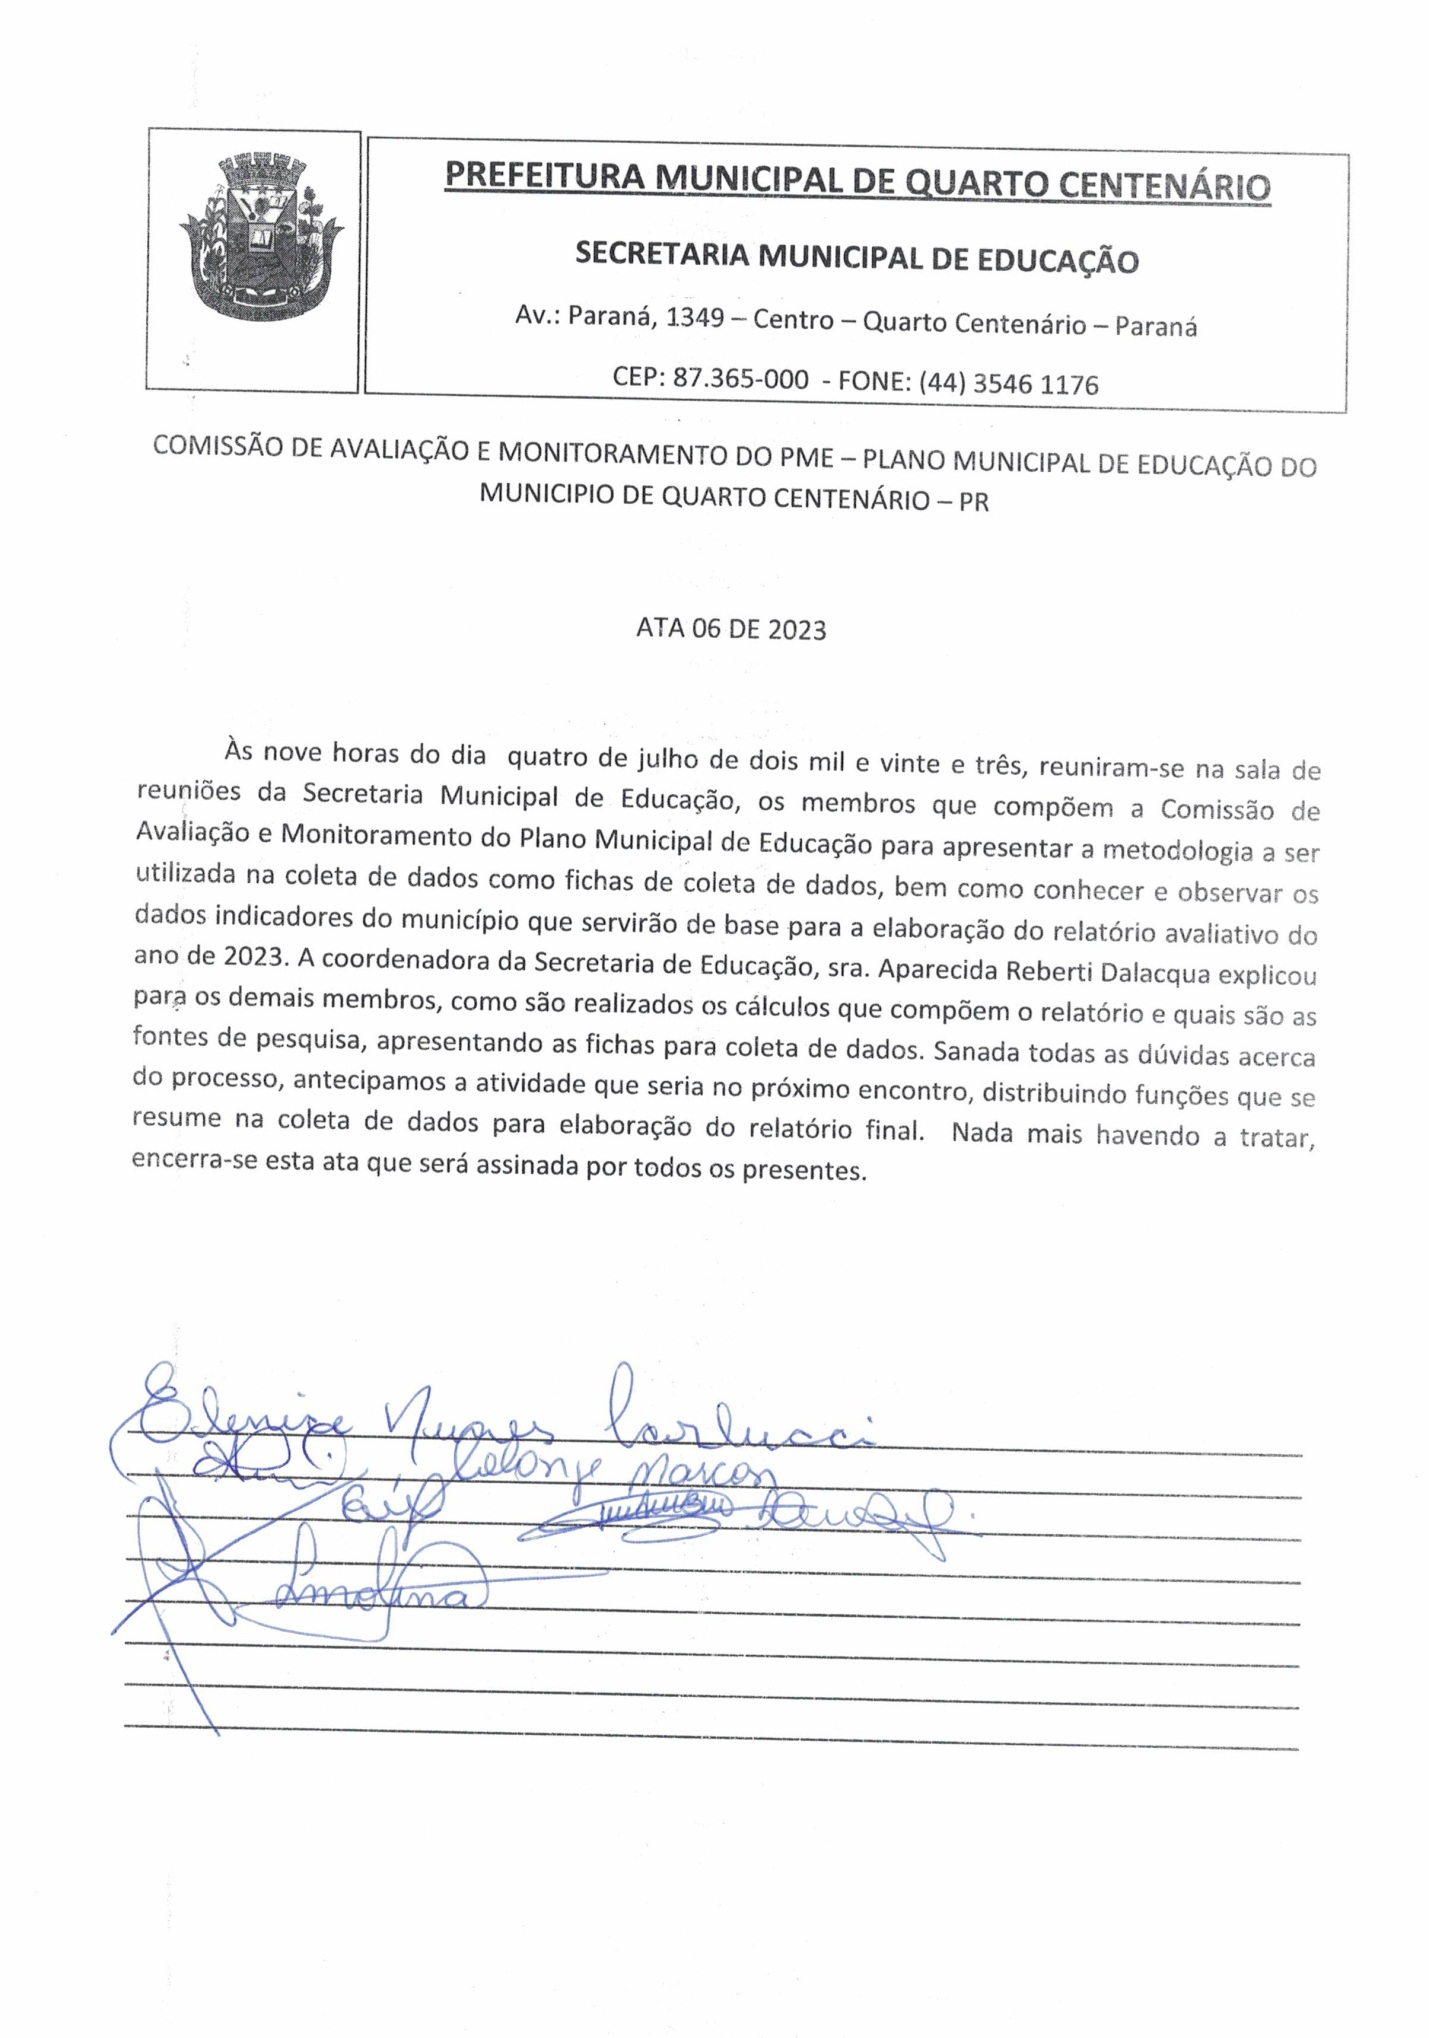 PREFEITURA MUNICIPAL DE QUARTO CENTENÁRIO
SECRETARIA MUNICIPAL DE EDUCAÇÃO
Av.: Paraná, 1349 – Centro – Quarto Centenário – Paraná
CEP: 87.365-000 - FONE: (44) 3546 1176
COMISSÃO DE AVALIAÇÃO E MONITORAMENTO DO PME – PLANO MUNICIPAL DE EDUCAÇÃO DO
MUNICIPIO DE QUARTO CENTENÁRIO – PR
ATA 06 DE 2023
Às nove horas do dia quatro de julho de dois mil e vinte e três, reuniram-se na sala de
reuniões da Secretaria Municipal de Educação, os membros que compõem a Comissão de
Avaliação e Monitoramento do Plano Municipal de Educação para apresentar a metodologia a ser
utilizada na coleta de dados como fichas de coleta de dados, bem como conhecer e observar os
dados indicadores do município que servirão de base para a elaboração do relatório avaliativo do
ano de 2023. A coordenadora da Secretaria de Educação, sra. Aparecida Reberti Dalacqua explicou
para os demais membros, como são realizados os cálculos que compõem o relatório e quais são as
fontes de pesquisa, apresentando as fichas para coleta de dados. Sanada todas as dúvidas acerca
do processo, antecipamos a atividade que seria no próximo encontro, distribuindo funções que se
resume na coleta de dados para elaboração do relatório final. Nada mais havendo a tratar,
encerra-se esta ata que será assinada por todos os presentes.
Elenize Nunes Carlucci
Marcon